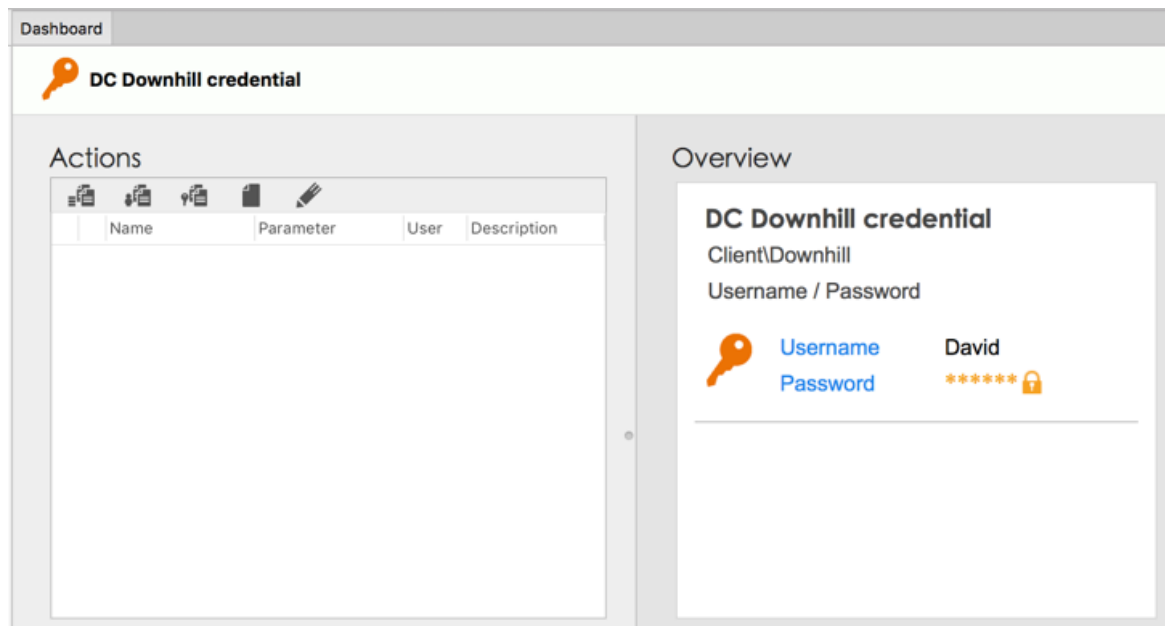 Dashboard
DC Downhill credential
Actions
Name Parameter User Description
Overview
DC Downhill credential
Client\Downhill
Username / Password
Username David
Password ******